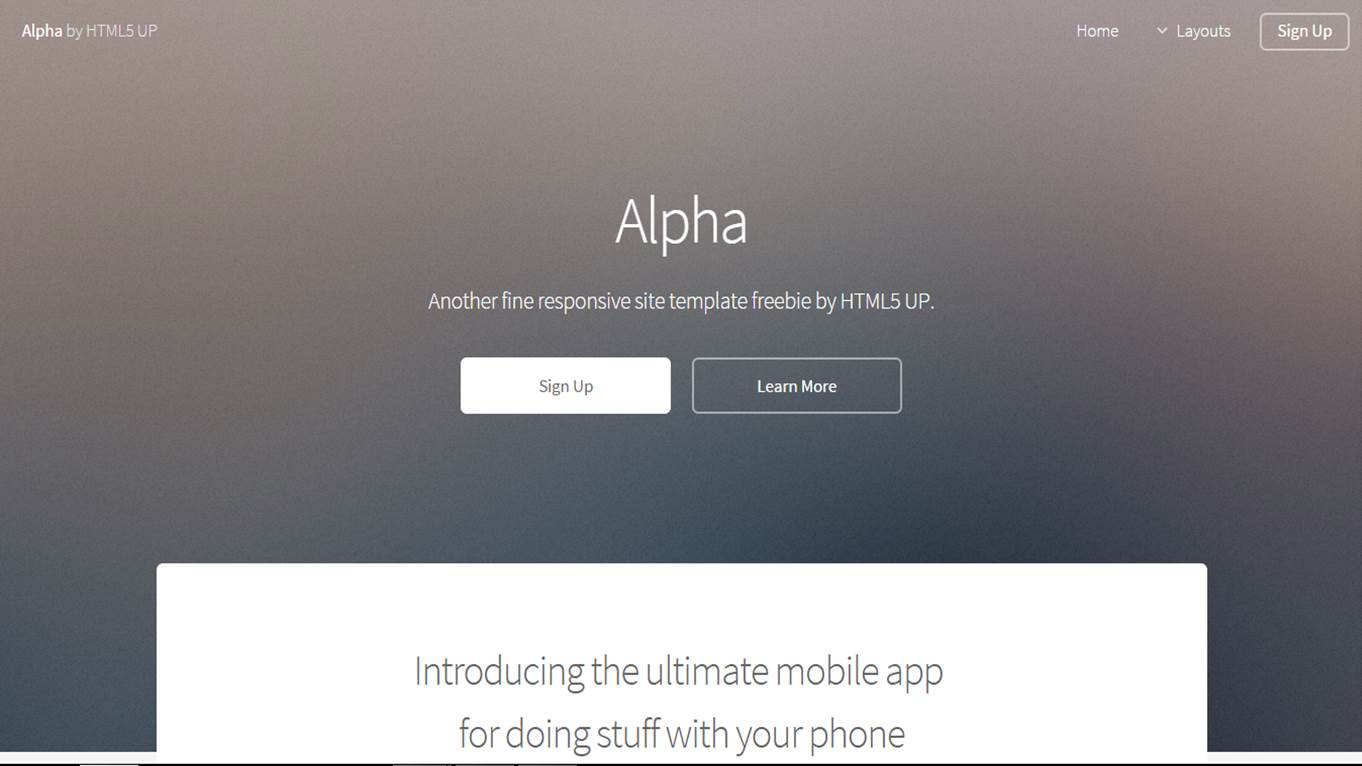 Alpha by HTML5 UP
Home Layouts Sign Up
Alpha
Another fine responsive site template freebie by HTML5 UP.
Sign Up Learn More
Introducing the ultimate mobile app
for doing stuff with your phone